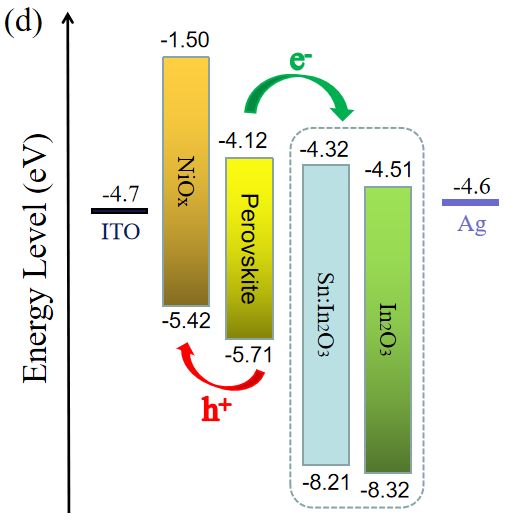 (d)
Energy Level (eV)
-1.50
e-
-4.12
-4.32
-4.51
-4.7
-4.6
ITO
Ag
NiOx
Perovskite
Sn:In2O3
In2O3
-5.42
-5.71
h+
-8.21
-8.32